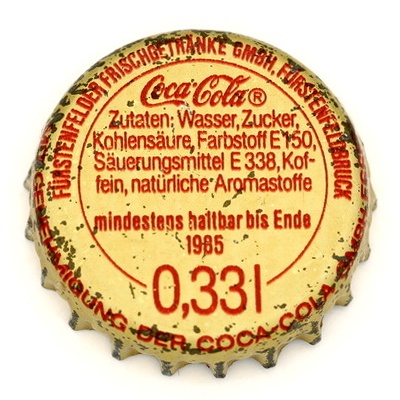 FÜRSTENFELDER FRISCHGETRÄNKE GMBH, FÜRSTENFELDBRUCK
Coca-Cola®
Zutaten: Wasser, Zucker,
Kohlensäure, Farbstoff E 150,
Säuerungsmittel E 338, Kof-
fein, natürliche Aromastoffe
mindestens haltbar bis Ende
1985
0,33l
DER COCA-COLA